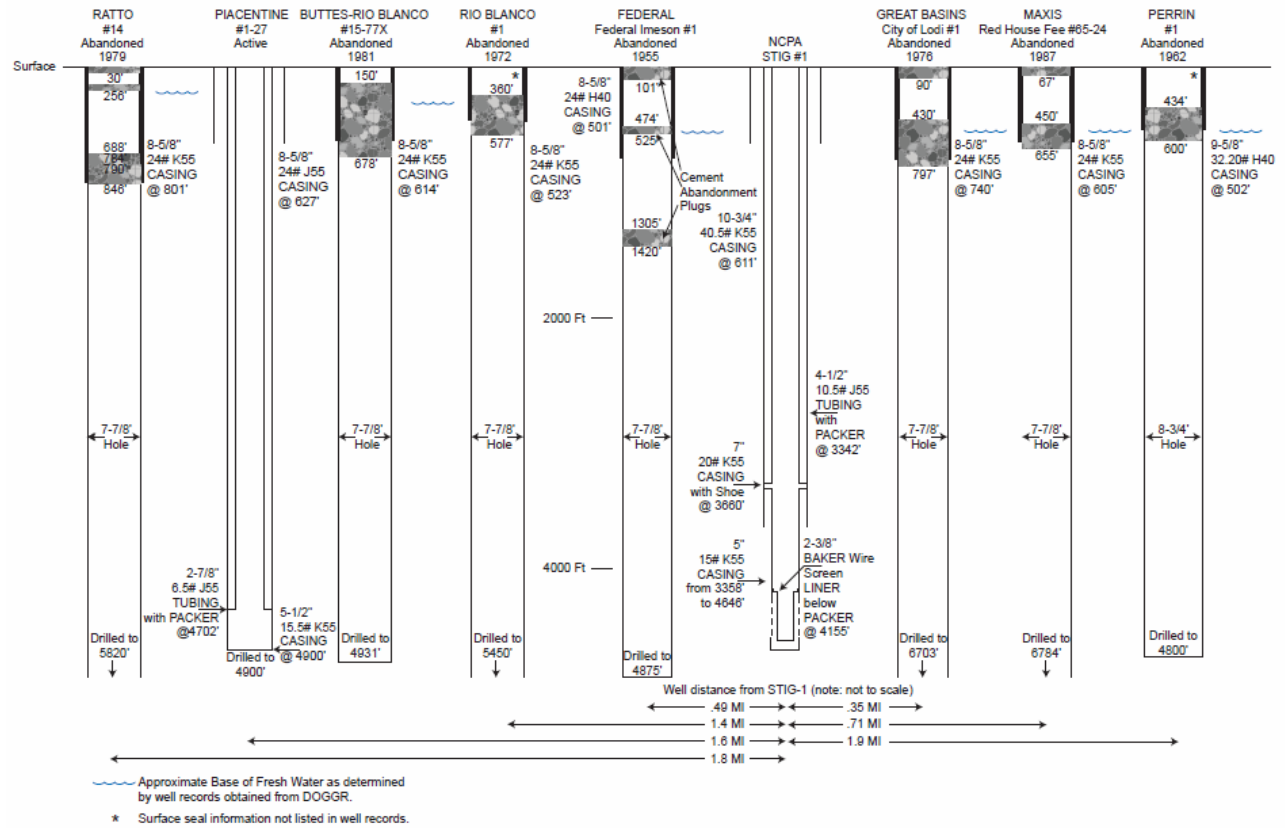 RATTO
#14
Abandoned
1979
PIACENTINE
#1-27
Active
BUTTES-RIO BLANCO
#15-77X
Abandoned
1981
RIO BLANCO
#1
Abandoned
1972
FEDERAL
Federal Imeson #1
Abandoned
1955
NCPA
STIG #1
GREAT BASINS
City of Lodi #1
Abandoned
1976
MAXIS
Red House Fee #65-24
Abandoned
1987
PERRIN
#1
Abandoned
1962
Surface
30'
256'
688'
784'
790'
846'
8-5/8"
24# K55
CASING
@ 801'
8-5/8"
24# J55
CASING
@ 627'
150'
678'
8-5/8"
24# K55
CASING
@ 614'
*
360'
577'
8-5/8"
24# K55
CASING
@ 523'
8-5/8"
24# H40
CASING
@ 501'
101'
474'
525'
1305'
1420'
Cement
Abandonment
Plugs
10-3/4"
40.5# K55
CASING
@ 611'
90'
430'
797'
8-5/8"
24# K55
CASING
@ 740'
67'
450'
655'
8-5/8"
24# K55
CASING
@ 605'
*
434'
600'
9-5/8"
32.20# H40
CASING
@ 502'
2000 Ft
4-1/2"
10.5# J55
TUBING
with
PACKER
@ 3342'
7-7/8'
Hole
7-7/8'
Hole
7-7/8'
Hole
7-7/8'
Hole
7"
20# K55
CASING
with Shoe
@ 3660'
7-7/8'
Hole
7-7/8'
Hole
8-3/4'
Hole
4000 Ft
5"
15# K55
CASING
from 3358'
to 4646'
2-3/8"
BAKER Wire
Screen
LINER
below
PACKER
@ 4155'
2-7/8"
6.5# J55
TUBING
with PACKER
@4702'
5-1/2"
15.5# K55
CASING
@ 4900'
Drilled to
5820'
Drilled to
4900'
Drilled to
4931'
Drilled to
5450'
Drilled to
4875'
Drilled to
6703'
Drilled to
6784'
Drilled to
4800'
Well distance from STIG-1 (note: not to scale)
.49 MI
.35 MI
1.4 MI
.71 MI
1.6 MI
1.9 MI
1.8 MI
Approximate Base of Fresh Water as determined
by well records obtained from DOGGR.
* Surface seal information not listed in well records.